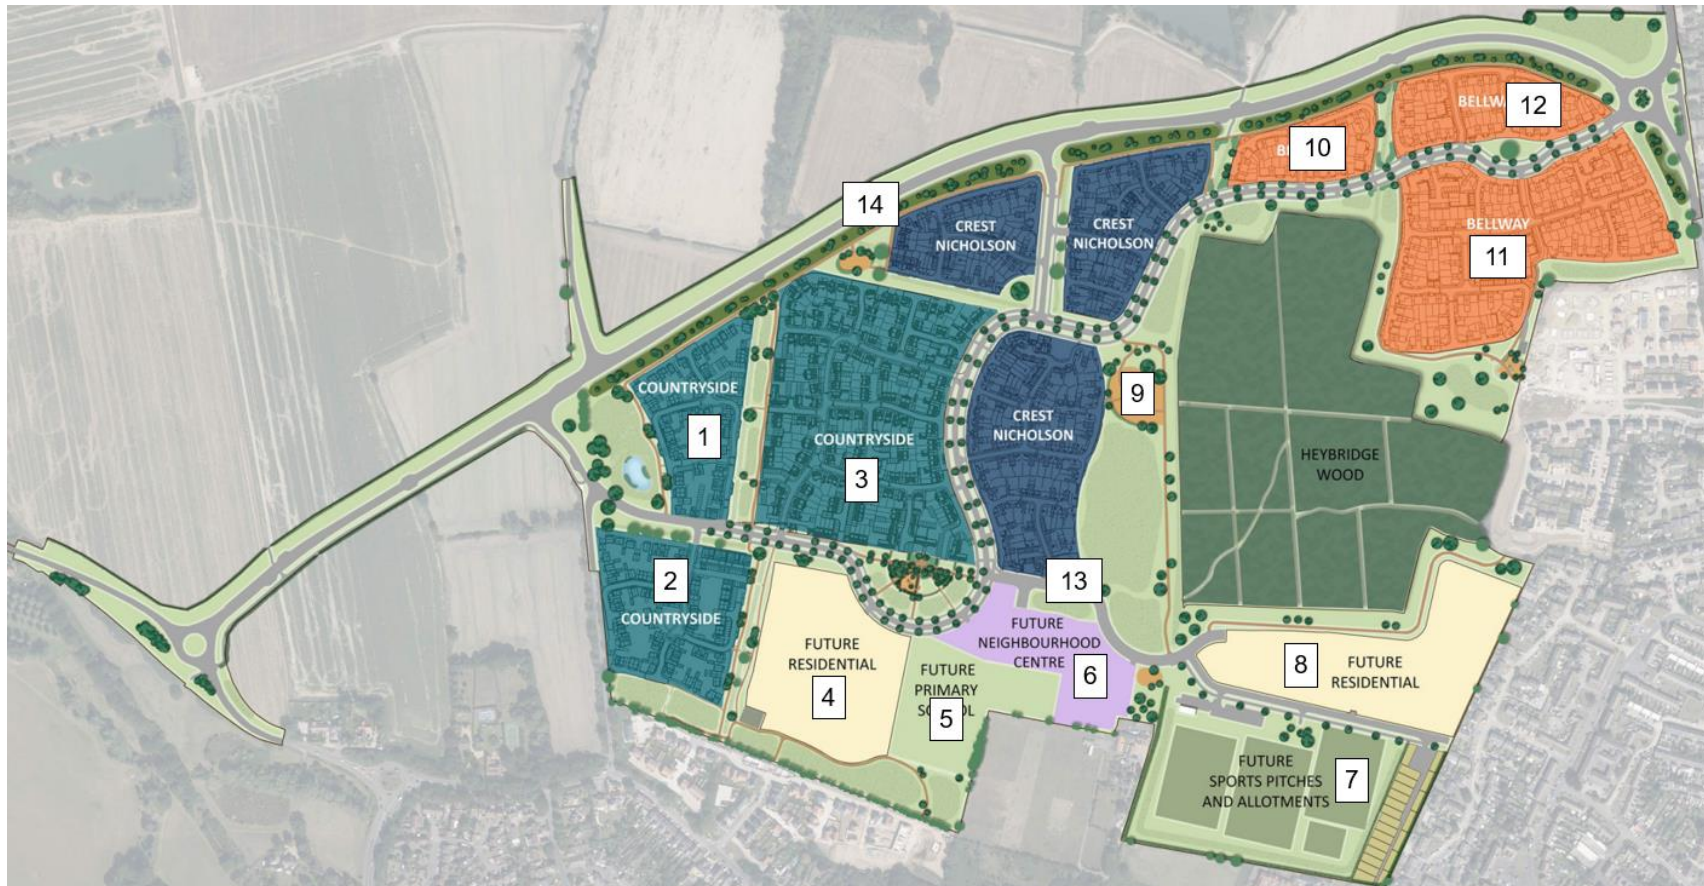 12
BELLWAY
10
14
CREST
NICHOLSON
CREST
NICHOLSON
BELLWAY
11
COUNTRYSIDE
1
9
COUNTRYSIDE
3
CREST
NICHOLSON
HEYBRIDGE
WOOD
2
COUNTRYSIDE
13
FUTURE
RESIDENTIAL
4
FUTURE
NEIGHBOURHOOD
CENTRE
6
FUTURE
PRIMARY
5
8
FUTURE
RESIDENTIAL
FUTURE
SPORTS PITCHES
AND ALLOTMENTS
7